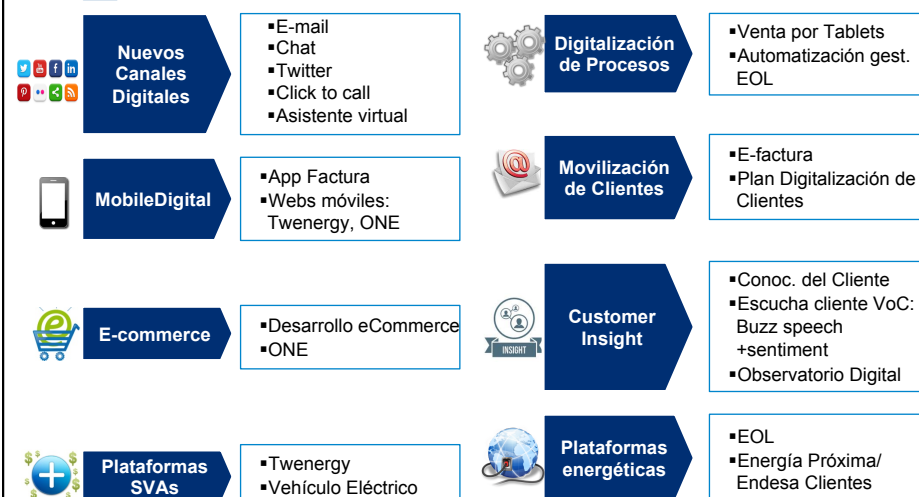 Nuevos
Canales
Digitales
▪E-mail
▪Chat
▪Twitter
▪Click to call
▪Asistente virtual
Digitalización
de Procesos
▪Venta por Tablets
▪Automatización gest.
EOL
MobileDigital
▪App Factura
▪Webs móviles:
Twenergy, ONE
Movilización
de Clientes
▪E-factura
▪Plan Digitalización de
Clientes
E-commerce
▪Desarrollo eCommerce
▪ONE
INSIGHT
Customer
Insight
▪Conoc. del Cliente
▪Escucha cliente VoC:
Buzz speech
+sentiment
▪Observatorio Digital
Plataformas
SVAs
▪Twenergy
▪Vehículo Eléctrico
Plataformas
energéticas
▪EOL
▪Energía Próxima/
Endesa Clientes